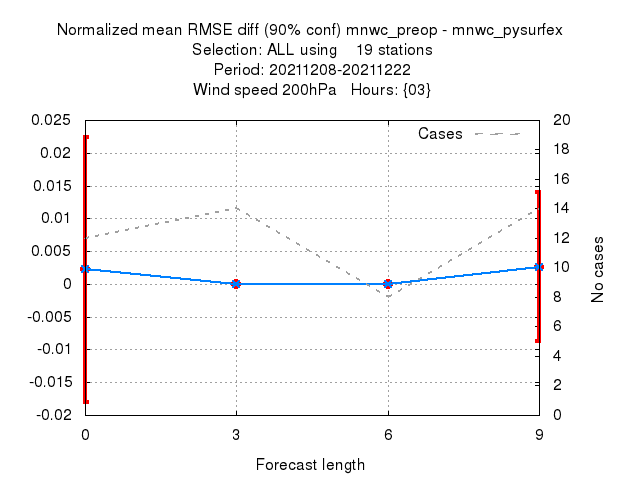 Normalized mean RMSE diff (90% conf) mnwc_preop - mnwc_pysurfex
Selection: ALL using    19 stations
Period: 20211208-20211222
Wind speed 200hPa   Hours: {03}
Cases
0.025
0.02
0.015
0.01
0.005
0
-0.005
-0.01
-0.015
-0.02
20
18
16
14
12
10
8
6
4
2
0
No cases
0 3 6 9
Forecast length